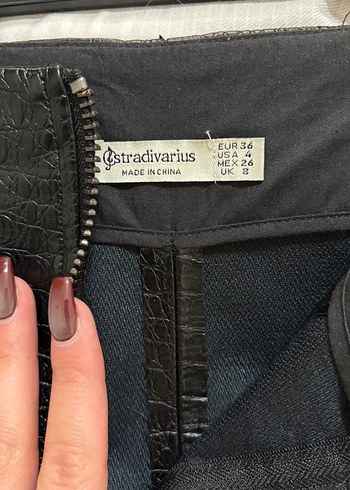 stradivarius
MADE IN CHINA
EUR 36
USA 4
MEX 26
UK 8